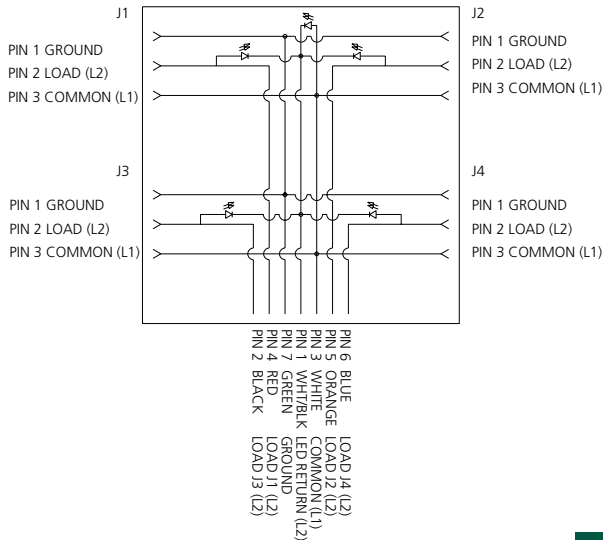 J1
J2
PIN 1 GROUND
PIN 2 LOAD (L2)
PIN 3 COMMON (L1)
PIN 1 GROUND
PIN 2 LOAD (L2)
PIN 3 COMMON (L1)
J3
J4
PIN 1 GROUND
PIN 2 LOAD (L2)
PIN 3 COMMON (L1)
PIN 1 GROUND
PIN 2 LOAD (L2)
PIN 3 COMMON (L1)
PIN 2 BLACK LOAD J3 (L2)
PIN 4 RED LOAD J1 (L2)
PIN 7 GREEN GROUND
PIN 1 WHT/BLK LED RETURN (L2)
PIN 3 WHITE COMMON (L1)
PIN 5 ORANGE LOAD J2 (L2)
PIN 6 BLUE LOAD J4 (L2)